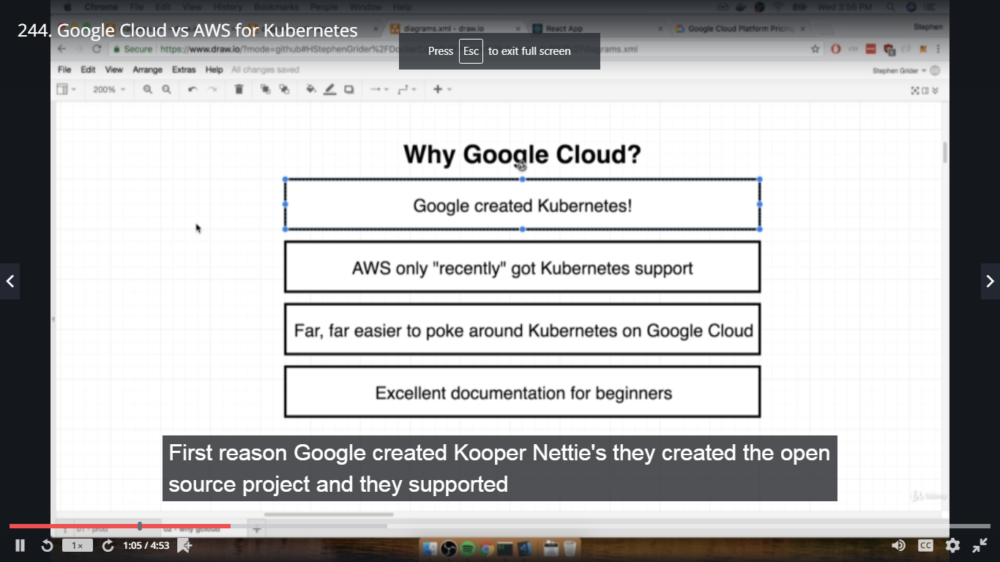 Chrome File Edit View History Bookmarks People Window Help Wed 3:56 PM
244. Google Cloud vs AWS for Kubernetes
diagrams.xml - draw.io React App Google Cloud Platform Pricing Stephen
Press Esc to exit full screen
Secure https://www.draw.io/?mode=github#HStephenGrider%2FDo grams.xml
File Edit View Arrange Extras Help All changes saved Stephen Grider
200%
Why Google Cloud?
Google created Kubernetes!
AWS only "recently" got Kubernetes support
Far, far easier to poke around Kubernetes on Google Cloud
Excellent documentation for beginners
First reason Google created Kooper Nettie's they created the open
source project and they supported
Udemy
01 - prod 02 - why gcloud
1x 1:05 / 4:53 CC